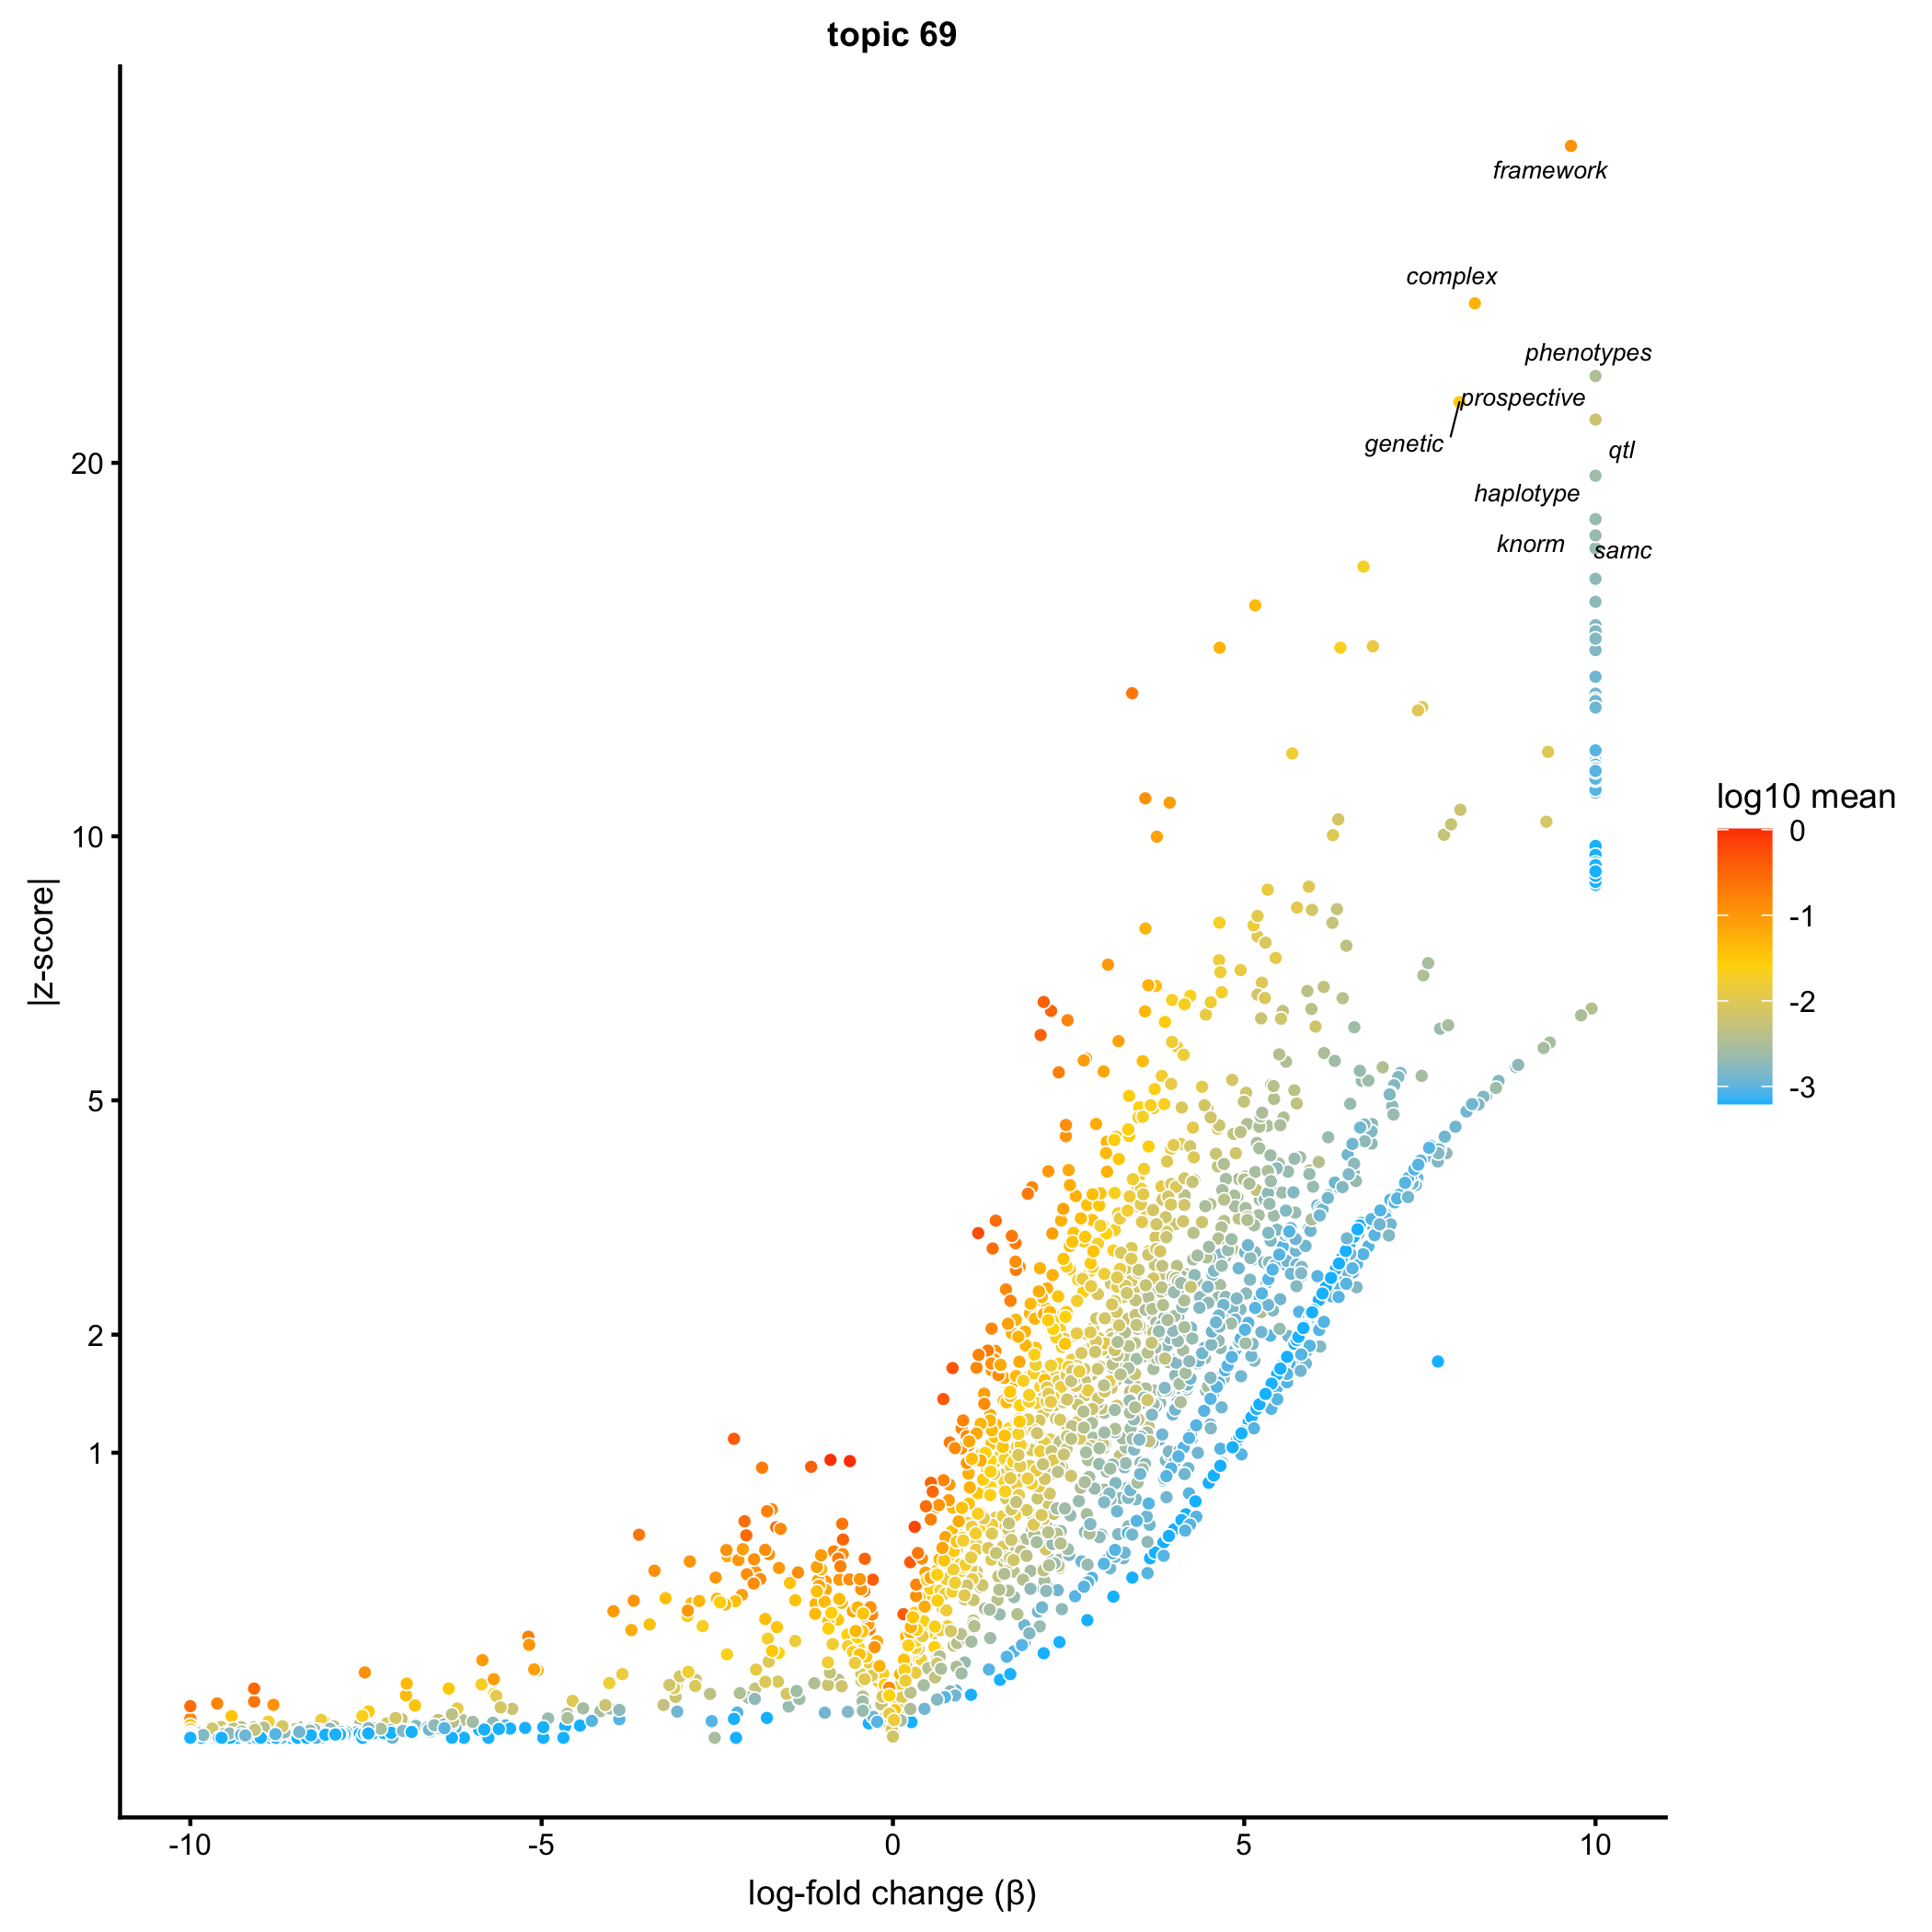 topic 69
framework
complex
phenotypes
prospective
genetic
qtl
haplotype
knorm
samc
20
10
5
2
1
|z-score|
-10
-5
0
5
10
log-fold change (β)
log10 mean
0
-1
-2
-3